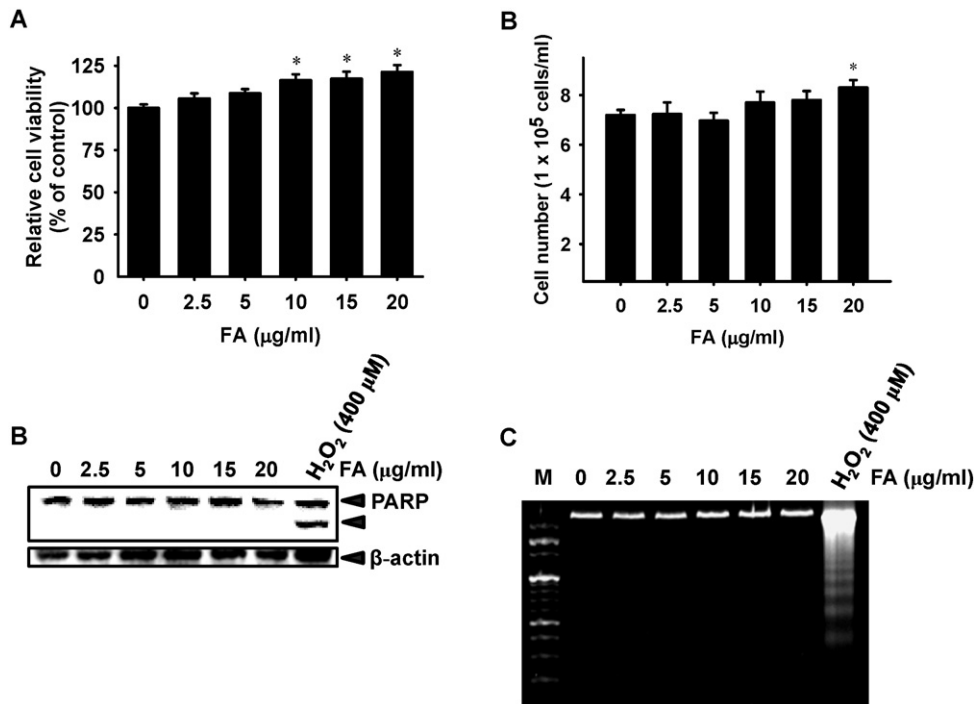 A
Relative cell viability
(% of control)
125
100
75
50
25
0
* * *
0 2.5 5 10 15 20
FA (μg/ml)
B
Cell number (1 x 10⁵ cells/ml)
8
6
4
2
*
0 2.5 5 10 15 20
FA (μg/ml)
B
0 2.5 5 10 15 20 H₂O₂ (400 μM) FA (μg/ml)
PARP
β-actin
C
M 0 2.5 5 10 15 20 H₂O₂ (400 μM) FA (μg/ml)